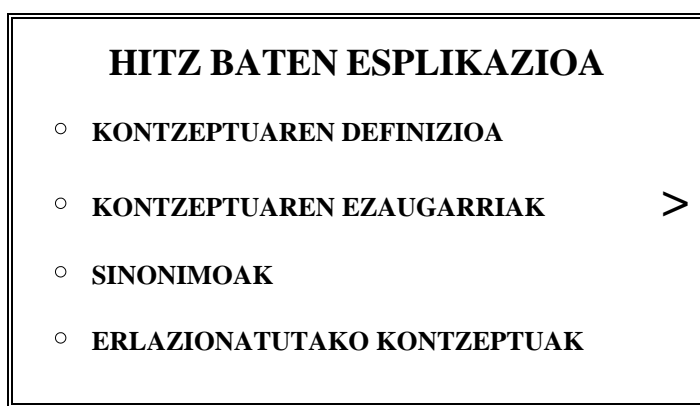 HITZ BATEN ESPLIKAZIOA
○ KONTZEPTUAREN DEFINIZIOA
○ KONTZEPTUAREN EZAUGARRIAK >
○ SINONIMOAK
○ ERLAZIONATUTAKO KONTZEPTUAK